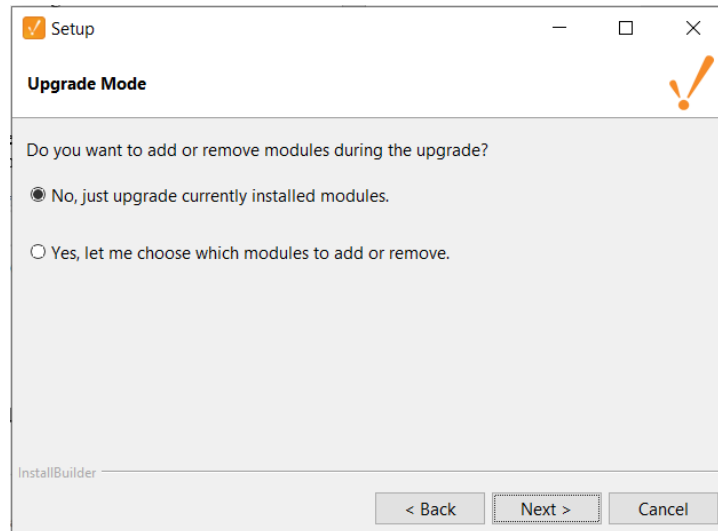 Setup
Upgrade Mode
Do you want to add or remove modules during the upgrade?
No, just upgrade currently installed modules.
Yes, let me choose which modules to add or remove.
InstallBuilder
< Back Next > Cancel